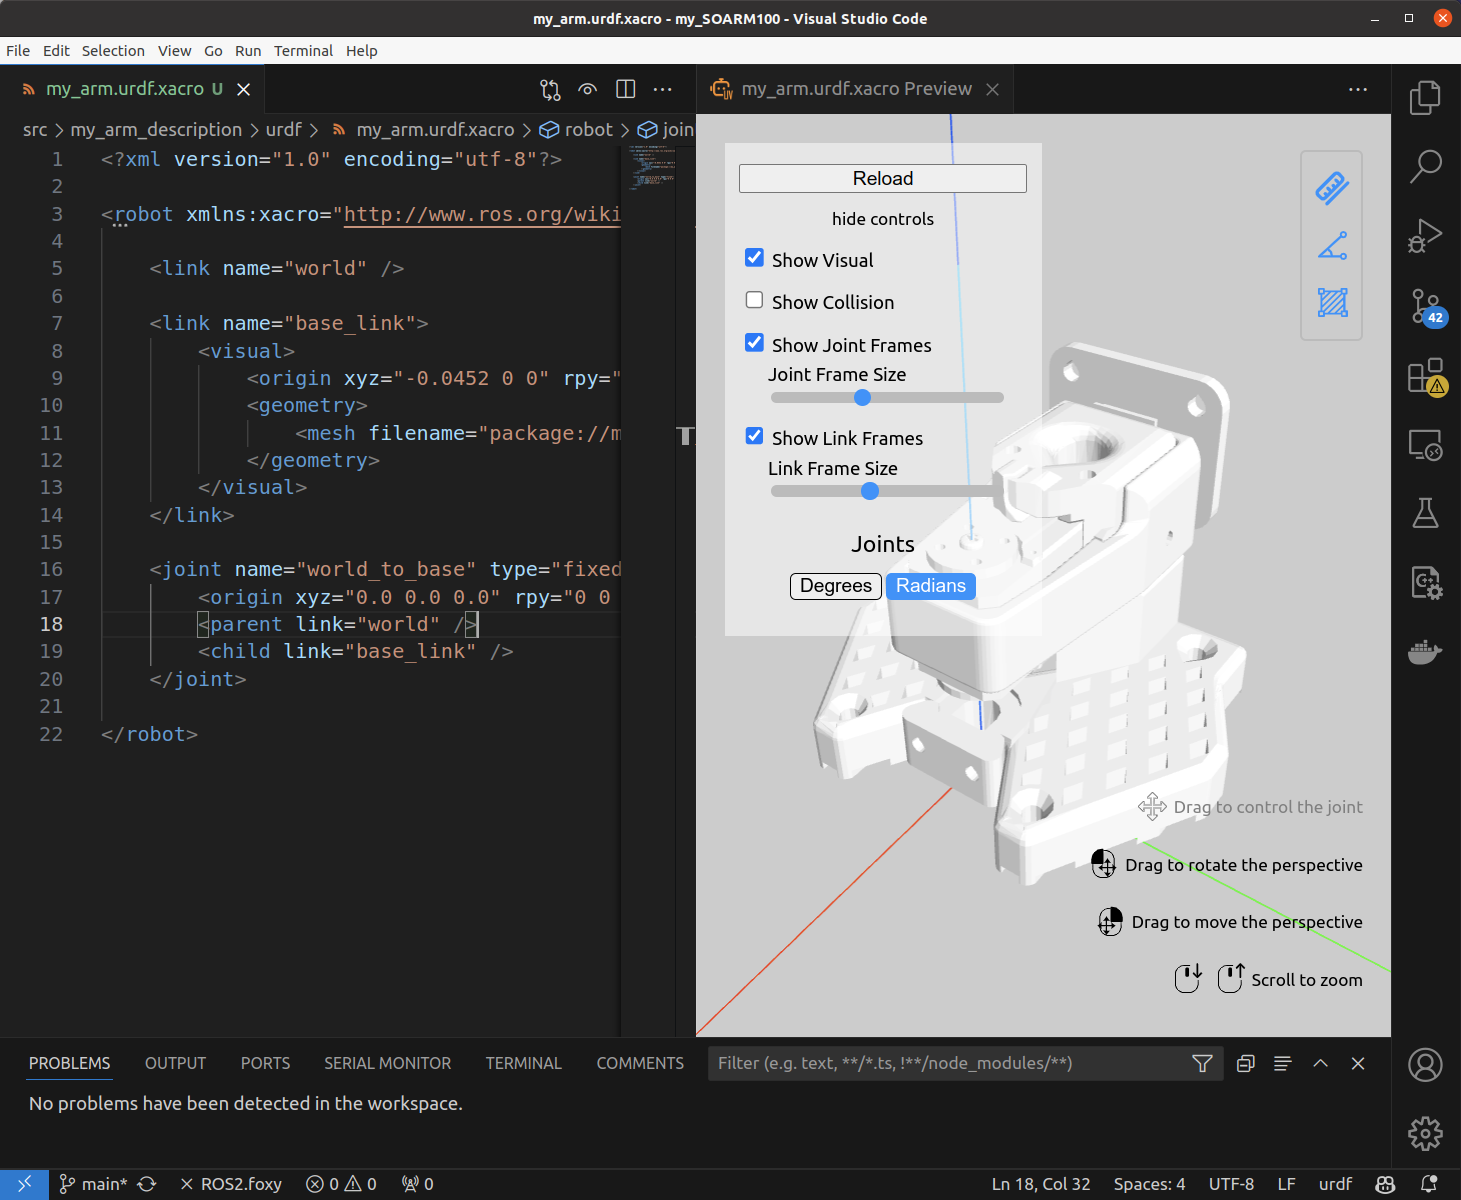 my_arm.urdf.xacro - my_SOARM100 - Visual Studio Code
File Edit Selection View Go Run Terminal Help
my_arm.urdf.xacro U
my_arm.urdf.xacro Preview
src > my_arm_description > urdf > my_arm.urdf.xacro > robot > join
1 <?xml version="1.0" encoding="utf-8"?>
2
3 <robot xmlns:xacro="http://www.ros.org/wiki
4
5 <link name="world" />
6
7 <link name="base_link">
8 <visual>
9 <origin xyz="-0.0452 0 0" rpy="
10 <geometry>
11 <mesh filename="package://m
12 </geometry>
13 </visual>
14 </link>
15
16 <joint name="world_to_base" type="fixed
17 <origin xyz="0.0 0.0 0.0" rpy="0 0
18 <parent link="world" />
19 <child link="base_link" />
20 </joint>
21
22 </robot>
Reload
hide controls
Show Visual
Show Collision
Show Joint Frames
Joint Frame Size
Show Link Frames
Link Frame Size
Joints
Degrees Radians
Drag to control the joint
Drag to rotate the perspective
Drag to move the perspective
Scroll to zoom
42
PROBLEMS OUTPUT PORTS SERIAL MONITOR TERMINAL COMMENTS Filter (e.g. text, **/*.ts, !**/node_modules/**)
No problems have been detected in the workspace.
main* ROS2.foxy 0 0 0 Ln 18, Col 32 Spaces: 4 UTF-8 LF urdf